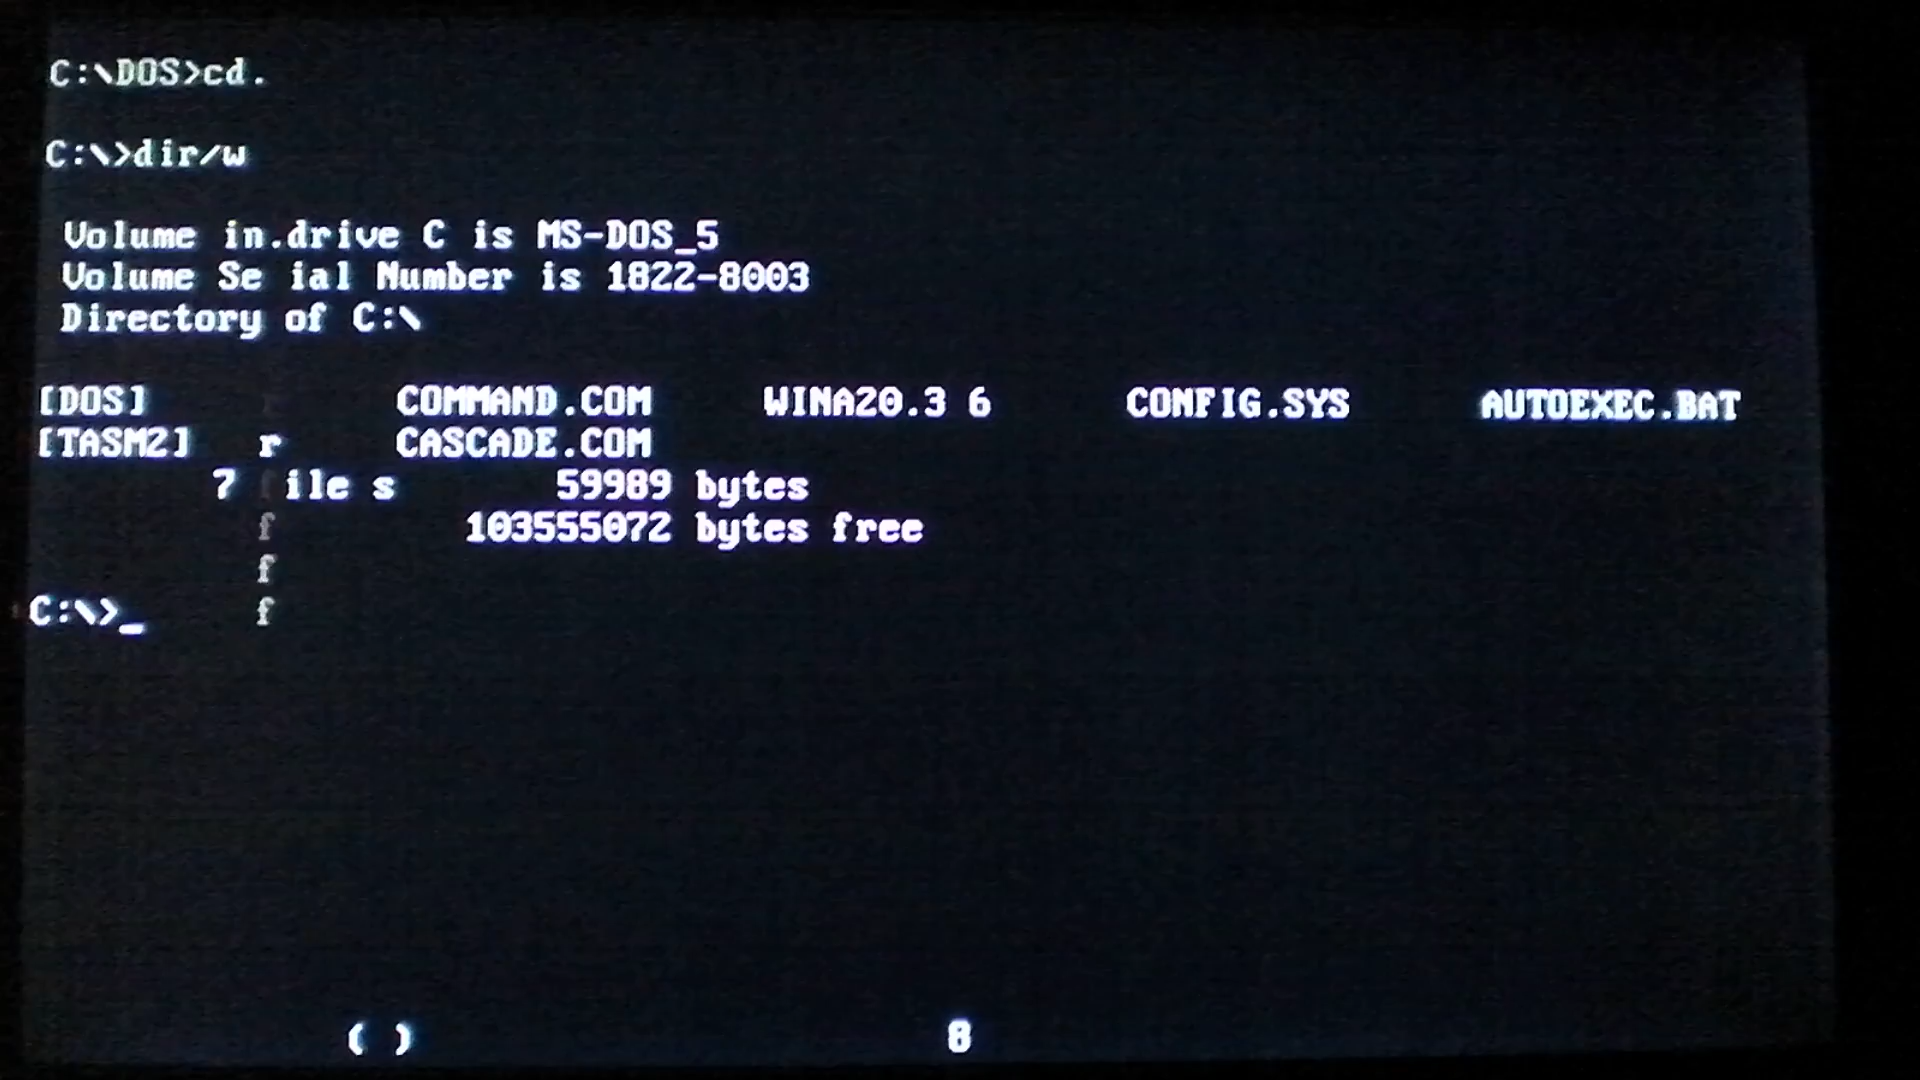 C:\DOS>cd.
C:\>dir/w
Volume in.drive C is MS-DOS_5
Volume Se ial Number is 1822-8003
Directory of C:\
[DOS] COMMAND.COM WINA20.3 6 CONFIG.SYS AUTOEXEC.BAT
[TASM2] r CASCADE.COM
7 f ile s 59989 bytes
f 103555072 bytes free
f
C:\>_ f
( ) 8